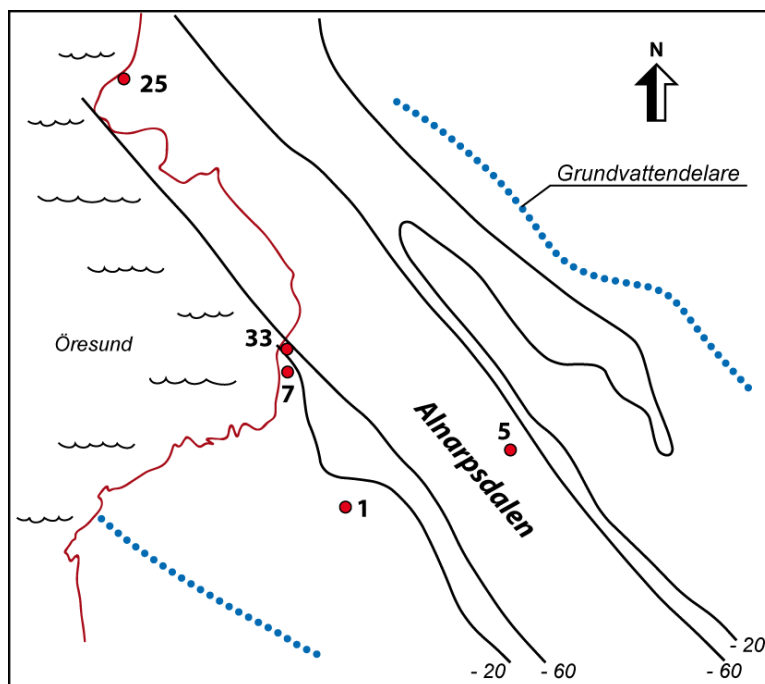 N
25
Grundvattendelare
Öresund
33
7
Alnarpsdalen
5
1
- 20
- 60
- 20
- 60